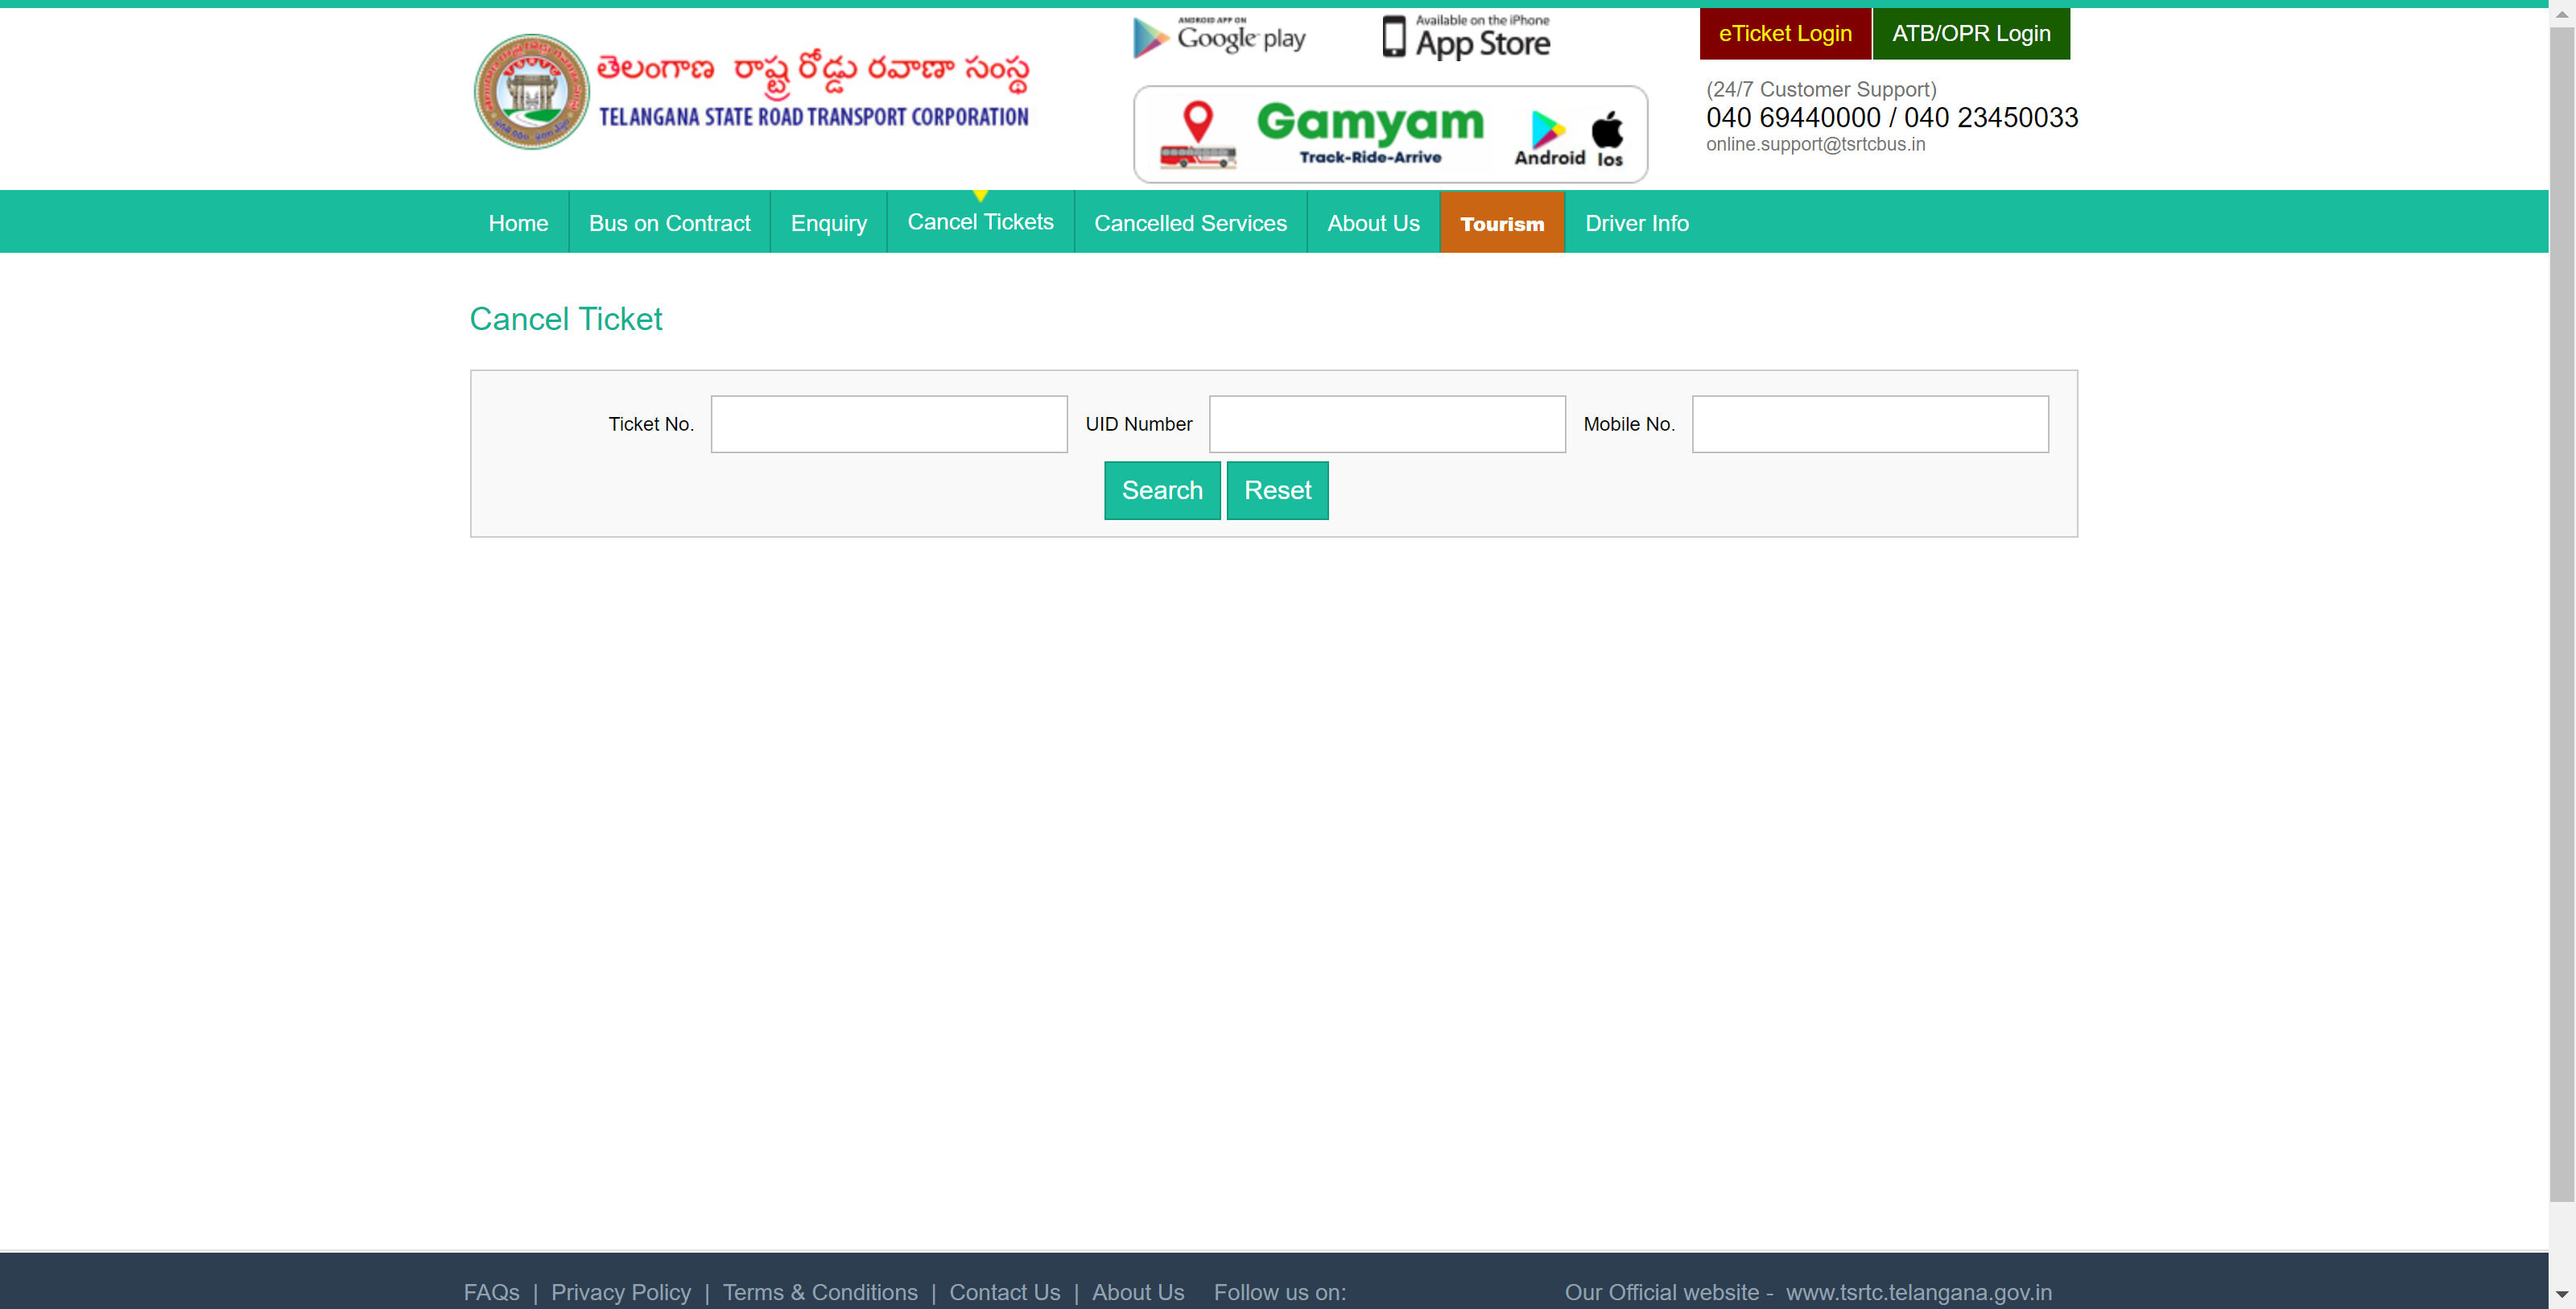 తెలంగాణ రాష్ట్ర రోడ్డు రవాణా సంస్థ
TELANGANA STATE ROAD TRANSPORT CORPORATION
ANDROID APP ON
Google play
Available on the iPhone
App Store
eTicket Login
ATB/OPR Login
(24/7 Customer Support)
040 69440000 / 040 23450033
online.support@tsrtcbus.in
Gamyam
Track-Ride-Arrive
Android Ios
Home
Bus on Contract
Enquiry
Cancel Tickets
Cancelled Services
About Us
Tourism
Driver Info
Cancel Ticket
Ticket No.
UID Number
Mobile No.
Search
Reset
FAQs | Privacy Policy | Terms & Conditions | Contact Us | About Us
Follow us on:
Our Official website - www.tsrtc.telangana.gov.in